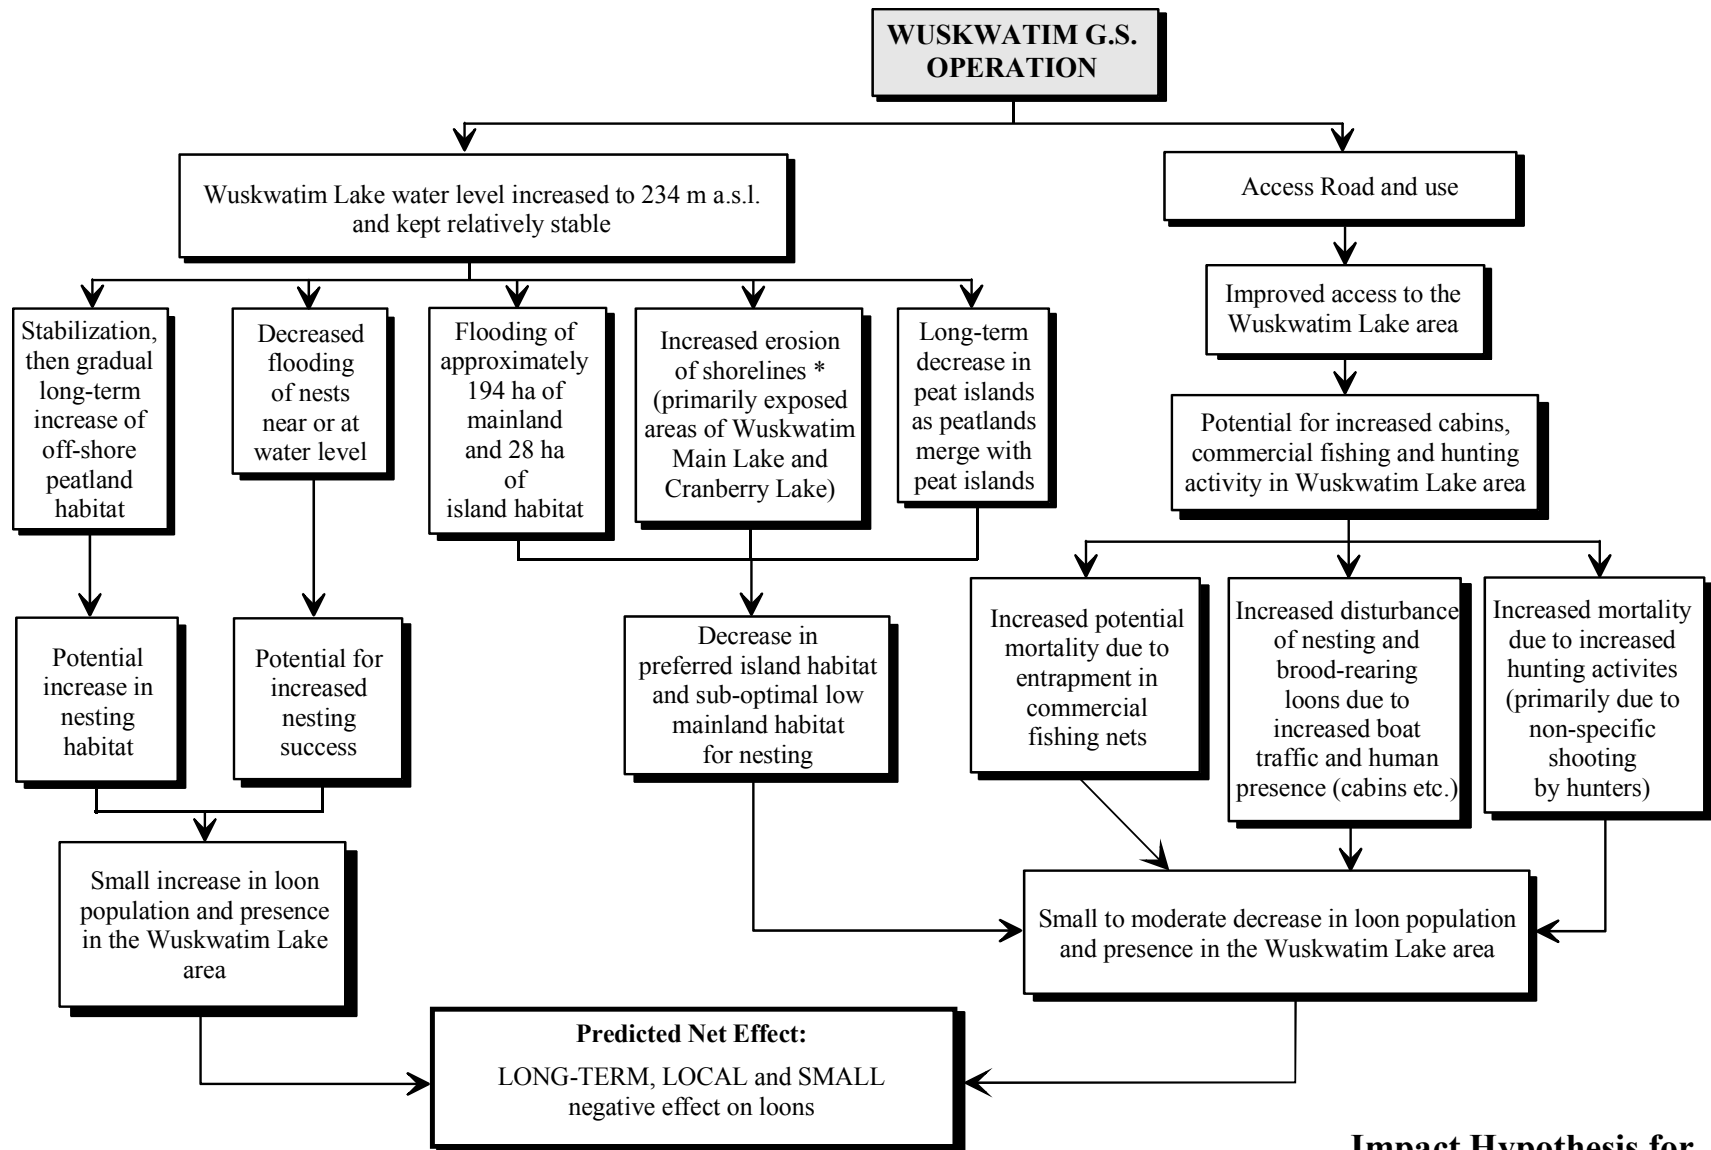 WUSKWATIM G.S.
OPERATION
Wuskwatim Lake water level increased to 234 m a.s.l.
and kept relatively stable
Access Road and use
Improved access to the
Wuskwatim Lake area
Stabilization,
then gradual
long-term
increase of
off-shore
peatland
habitat
Decreased
flooding
of nests
near or at
water level
Flooding of
approximately
194 ha of
mainland
and 28 ha
of
island habitat
Increased erosion
of shorelines *
(primarily exposed
areas of Wuskwatim
Main Lake and
Cranberry Lake)
Long-term
decrease in
peat islands
as peatlands
merge with
peat islands
Potential for increased cabins,
commercial fishing and hunting
activity in Wuskwatim Lake area
Potential
increase in
nesting
habitat
Potential for
increased
nesting
success
Decrease in
preferred island habitat
and sub-optimal low
mainland habitat
for nesting
Increased potential
mortality due to
entrapment in
commercial
fishing nets
Increased disturbance
of nesting and
brood-rearing
loons due to
increased boat
traffic and human
presence (cabins etc.)
Increased mortality
due to increased
hunting activites
(primarily due to
non-specific
shooting
by hunters)
Small increase in loon
population and presence
in the Wuskwatim Lake
area
Small to moderate decrease in loon population
and presence in the Wuskwatim Lake area
Predicted Net Effect:
LONG-TERM, LOCAL and SMALL
negative effect on loons
Impact Hypothesis for